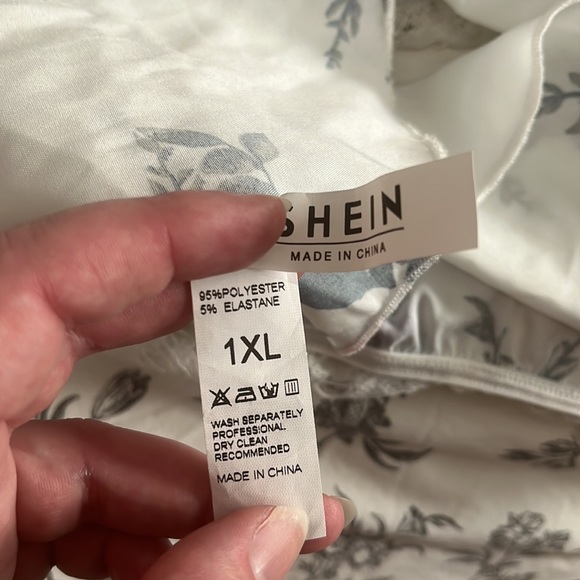 SHEIN
MADE IN CHINA
95%POLYESTER
5% ELASTANE
1XL
WASH SEPARATELY
PROFESSIONAL
DRY CLEAN
RECOMMENDED
MADE IN CHINA